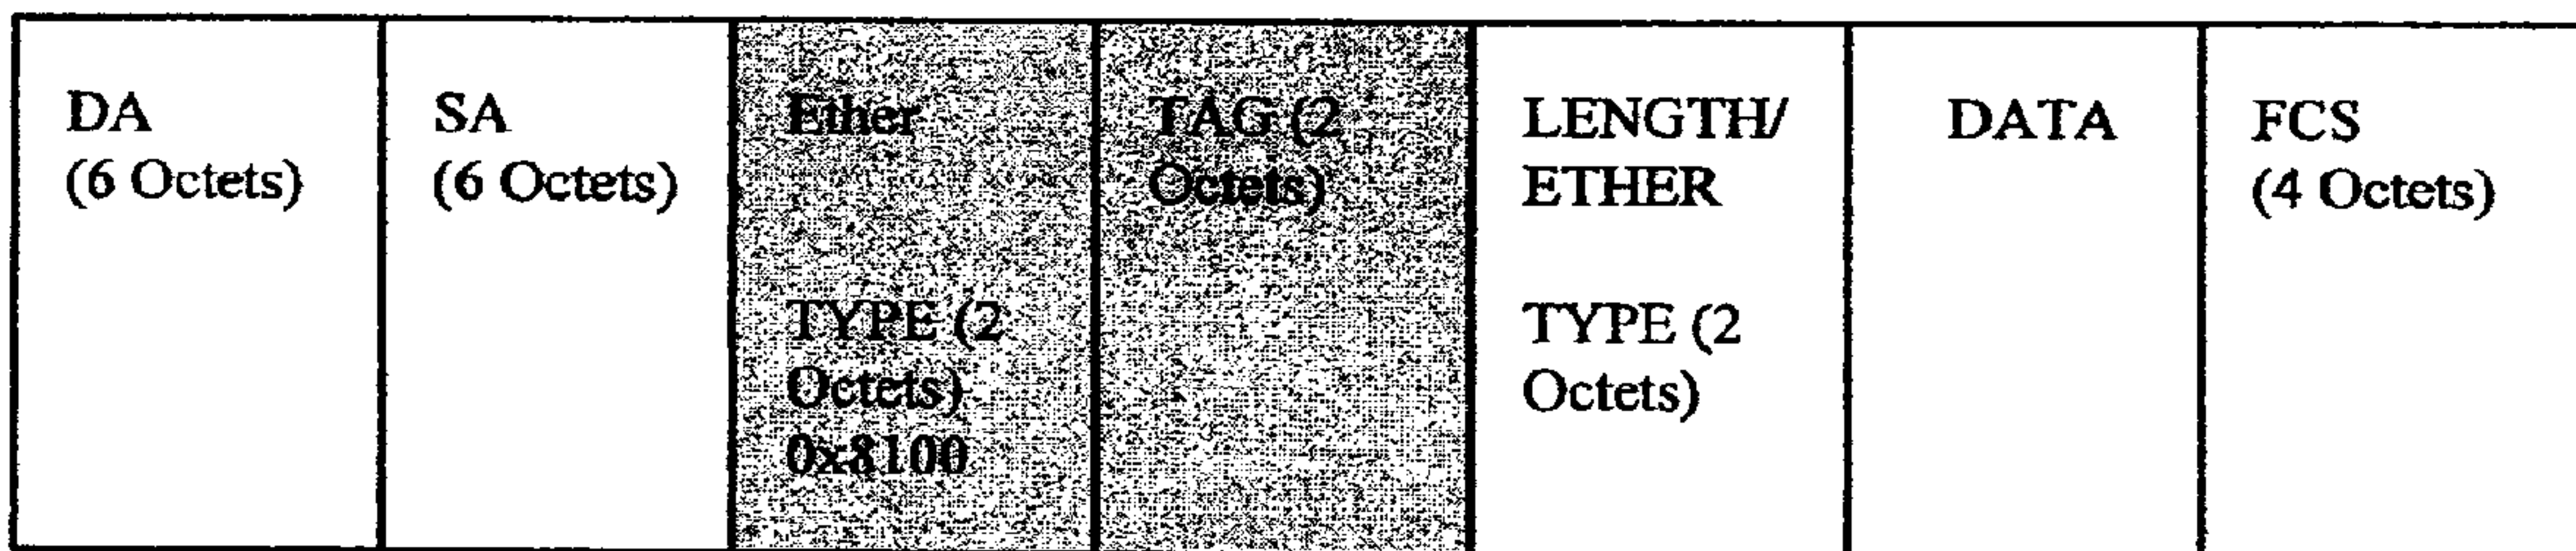 DA
(6 Octets)
SA
(6 Octets)
Ether
TYPE (2
Octets)
0x8100
TAG (2
Octets)
LENGTH/
ETHER
TYPE (2
Octets)
DATA
FCS
(4 Octets)